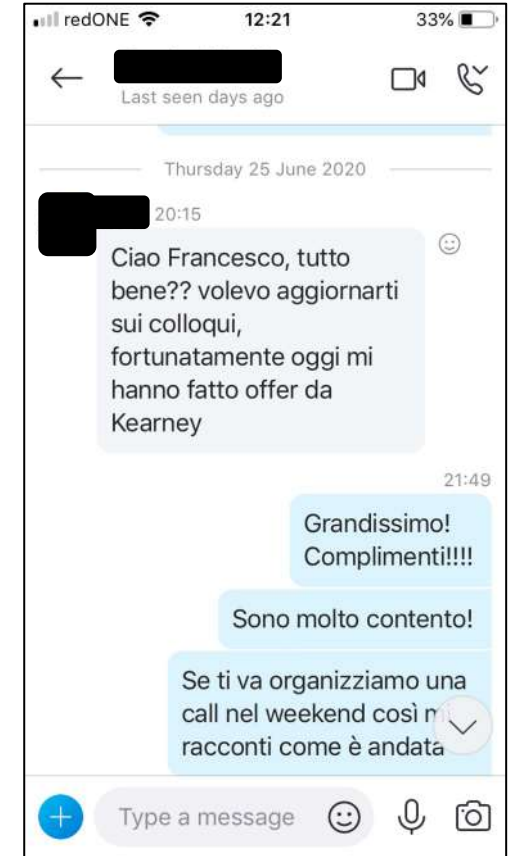 redONE 12:21 33%
Last seen days ago
Thursday 25 June 2020
20:15
Ciao Francesco, tutto
bene?? volevo aggiornarti
sui colloqui,
fortunatamente oggi mi
hanno fatto offer da
Kearney
21:49
Grandissimo!
Complimenti!!!!
Sono molto contento!
Se ti va organizziamo una
call nel weekend così mi
racconti come è andata
Type a message